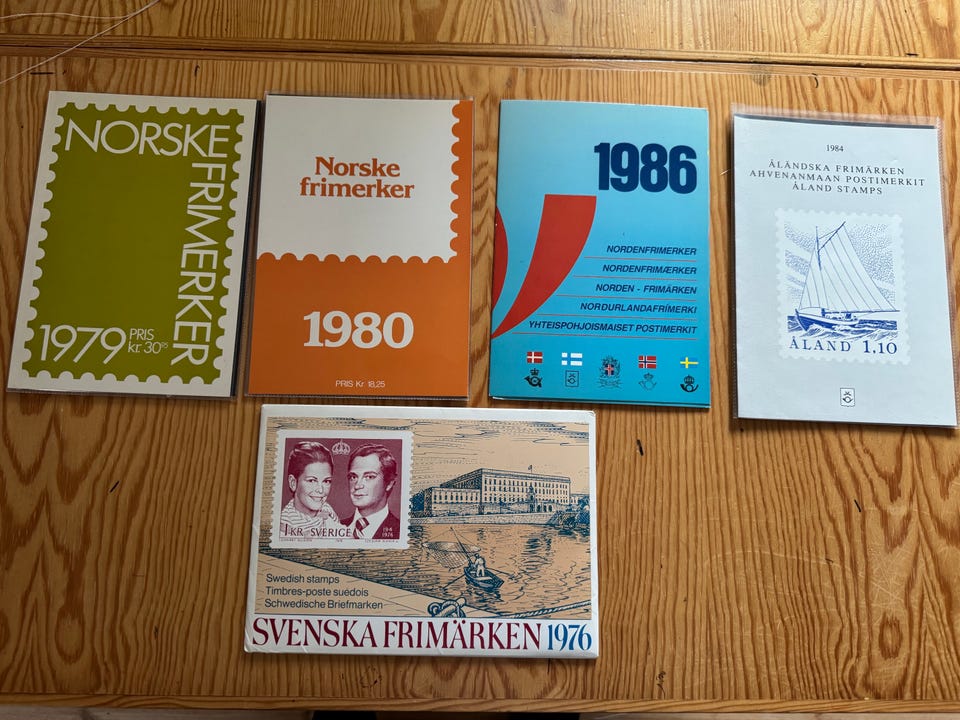 NORSKE
FRIMERKER
1979 PRIS
kr. 30
Norske
frimerker
1980
PRIS Kr 18,25
1986
NORDENFRIMERKER
NORDENFRIMÆRKER
NORDEN - FRIMÄRKEN
NORÐURLANDAFRÍMERKI
YHTEISPOHJOISMAISET POSTIMERKIT
1984
ÅLÄNDSKA FRIMÄRKEN
AHVENANMAAN POSTIMERKIT
ÅLAND STAMPS
ÅLAND 1.10
1 KR SVERIGE
19 6
1976
Swedish stamps
Timbres-poste suédois
Schwedische Briefmarken
SVENSKA FRIMÄRKEN 1976